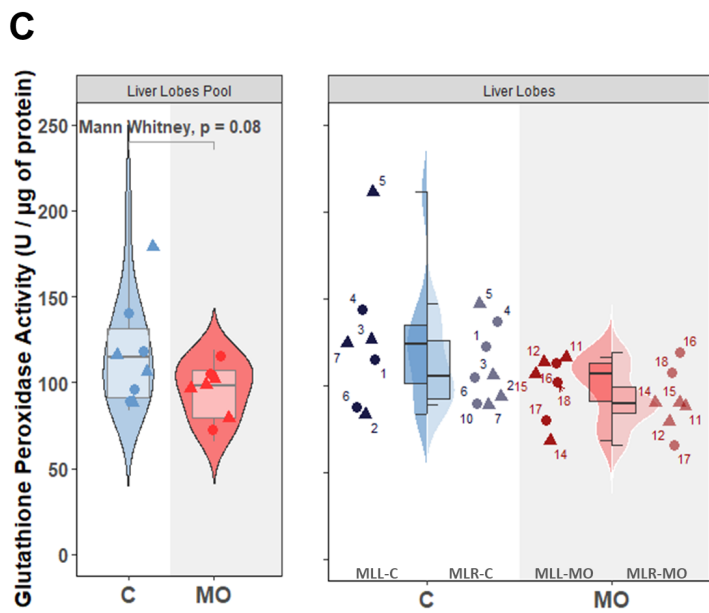 C
Glutathione Peroxidase Activity (U / µg of protein)
Liver Lobes Pool
Liver Lobes
Mann Whitney, p = 0.08
250
200
150
100
50
0
5
4
3
7
1
6
2
5
4
1
3
6
2
10
7
12
11
15
16
1
18
17
14
16
18
14
15
11
12
17
MLL-C
MLR-C
MLL-MO
MLR-MO
C
MO
C
MO